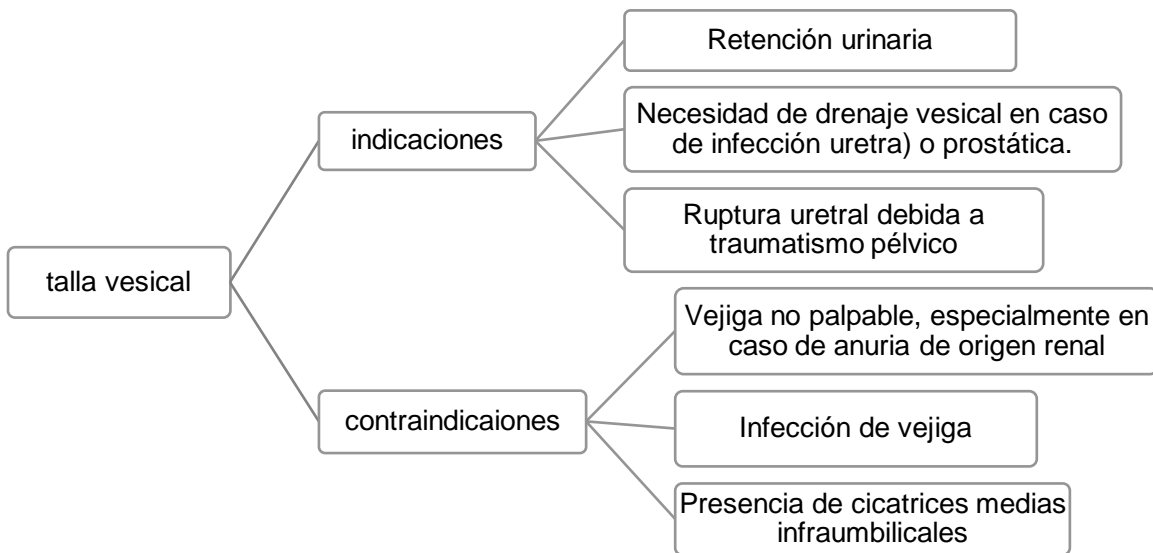 talla vesical
indicaciones
Retención urinaria
Necesidad de drenaje vesical en caso
de infección uretra) o prostática.
Ruptura uretral debida a
traumatismo pélvico
contraindicaiones
Vejiga no palpable, especialmente en
caso de anuria de origen renal
Infección de vejiga
Presencia de cicatrices medias
infraumbilicales